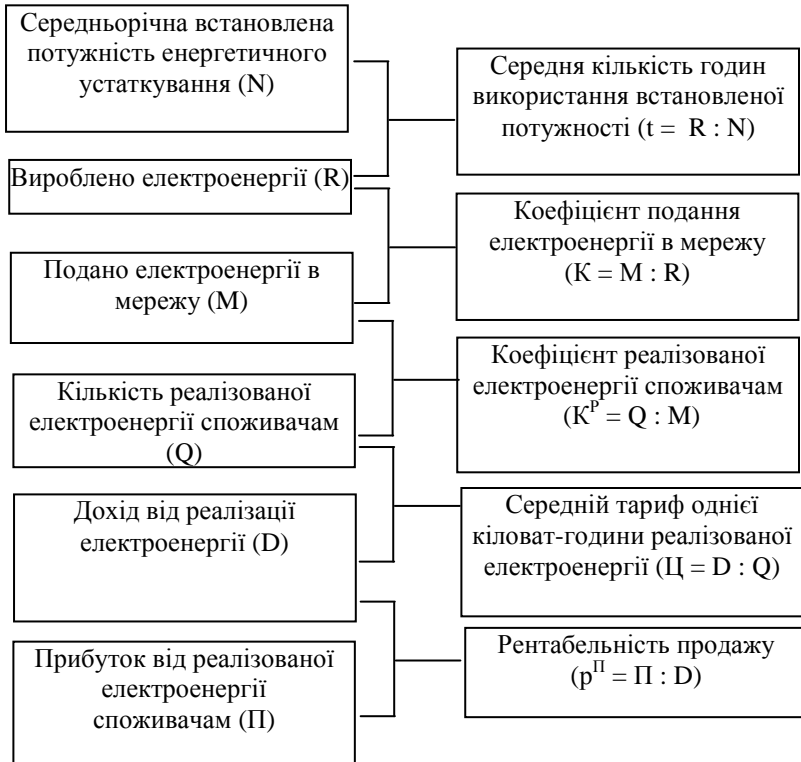 Середньорічна встановлена
потужність енергетичного
устаткування (N)
Вироблено електроенергії (R)
Подано електроенергії в
мережу (M)
Кількість реалізованої
електроенергії споживачам
(Q)
Дохід від реалізації
електроенергії (D)
Прибуток від реалізованої
електроенергії
споживачам (П)
Середня кількість годин
використання встановленої
потужності (t = R : N)
Коефіцієнт подання
електроенергії в мережу
(К = M : R)
Коефіцієнт реалізованої
електроенергії споживачам
(К^Р = Q : M)
Середній тариф однієї
кіловат-години реалізованої
електроенергії (Ц = D : Q)
Рентабельність продажу
(р^П = П : D)